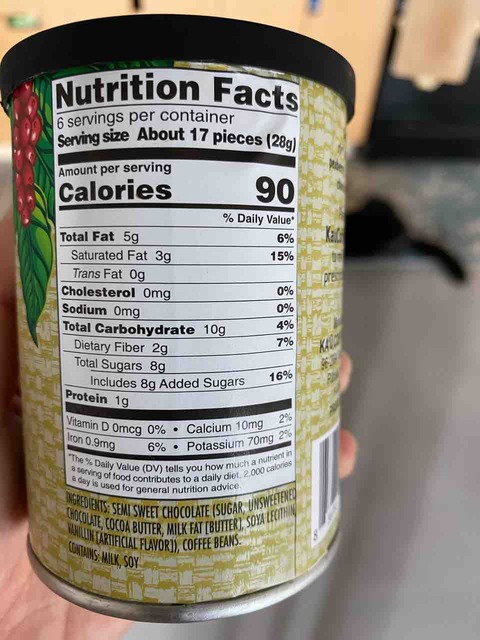 Nutrition Facts
6 servings per container
Serving size About 17 pieces (28g)
Amount per serving
Calories 90
% Daily Value*
Total Fat 5g 6%
Saturated Fat 3g 15%
Trans Fat 0g
Cholesterol 0mg 0%
Sodium 0mg 0%
Total Carbohydrate 10g 4%
Dietary Fiber 2g 7%
Total Sugars 8g
Includes 8g Added Sugars 16%
Protein 1g
Vitamin D 0mcg 0% • Calcium 10mg 2%
Iron 0.9mg 6% • Potassium 70mg 2%
*The % Daily Value (DV) tells you how much a nutrient in
a serving of food contributes to a daily diet. 2,000 calories
a day is used for general nutrition advice.
INGREDIENTS: SEMI SWEET CHOCOLATE (SUGAR, UNSWEETENED
CHOCOLATE, COCOA BUTTER, MILK FAT [BUTTER], SOYA LECITHIN,
VANILLIN [ARTIFICIAL FLAVOR]), COFFEE BEANS.
CONTAINS: MILK, SOY